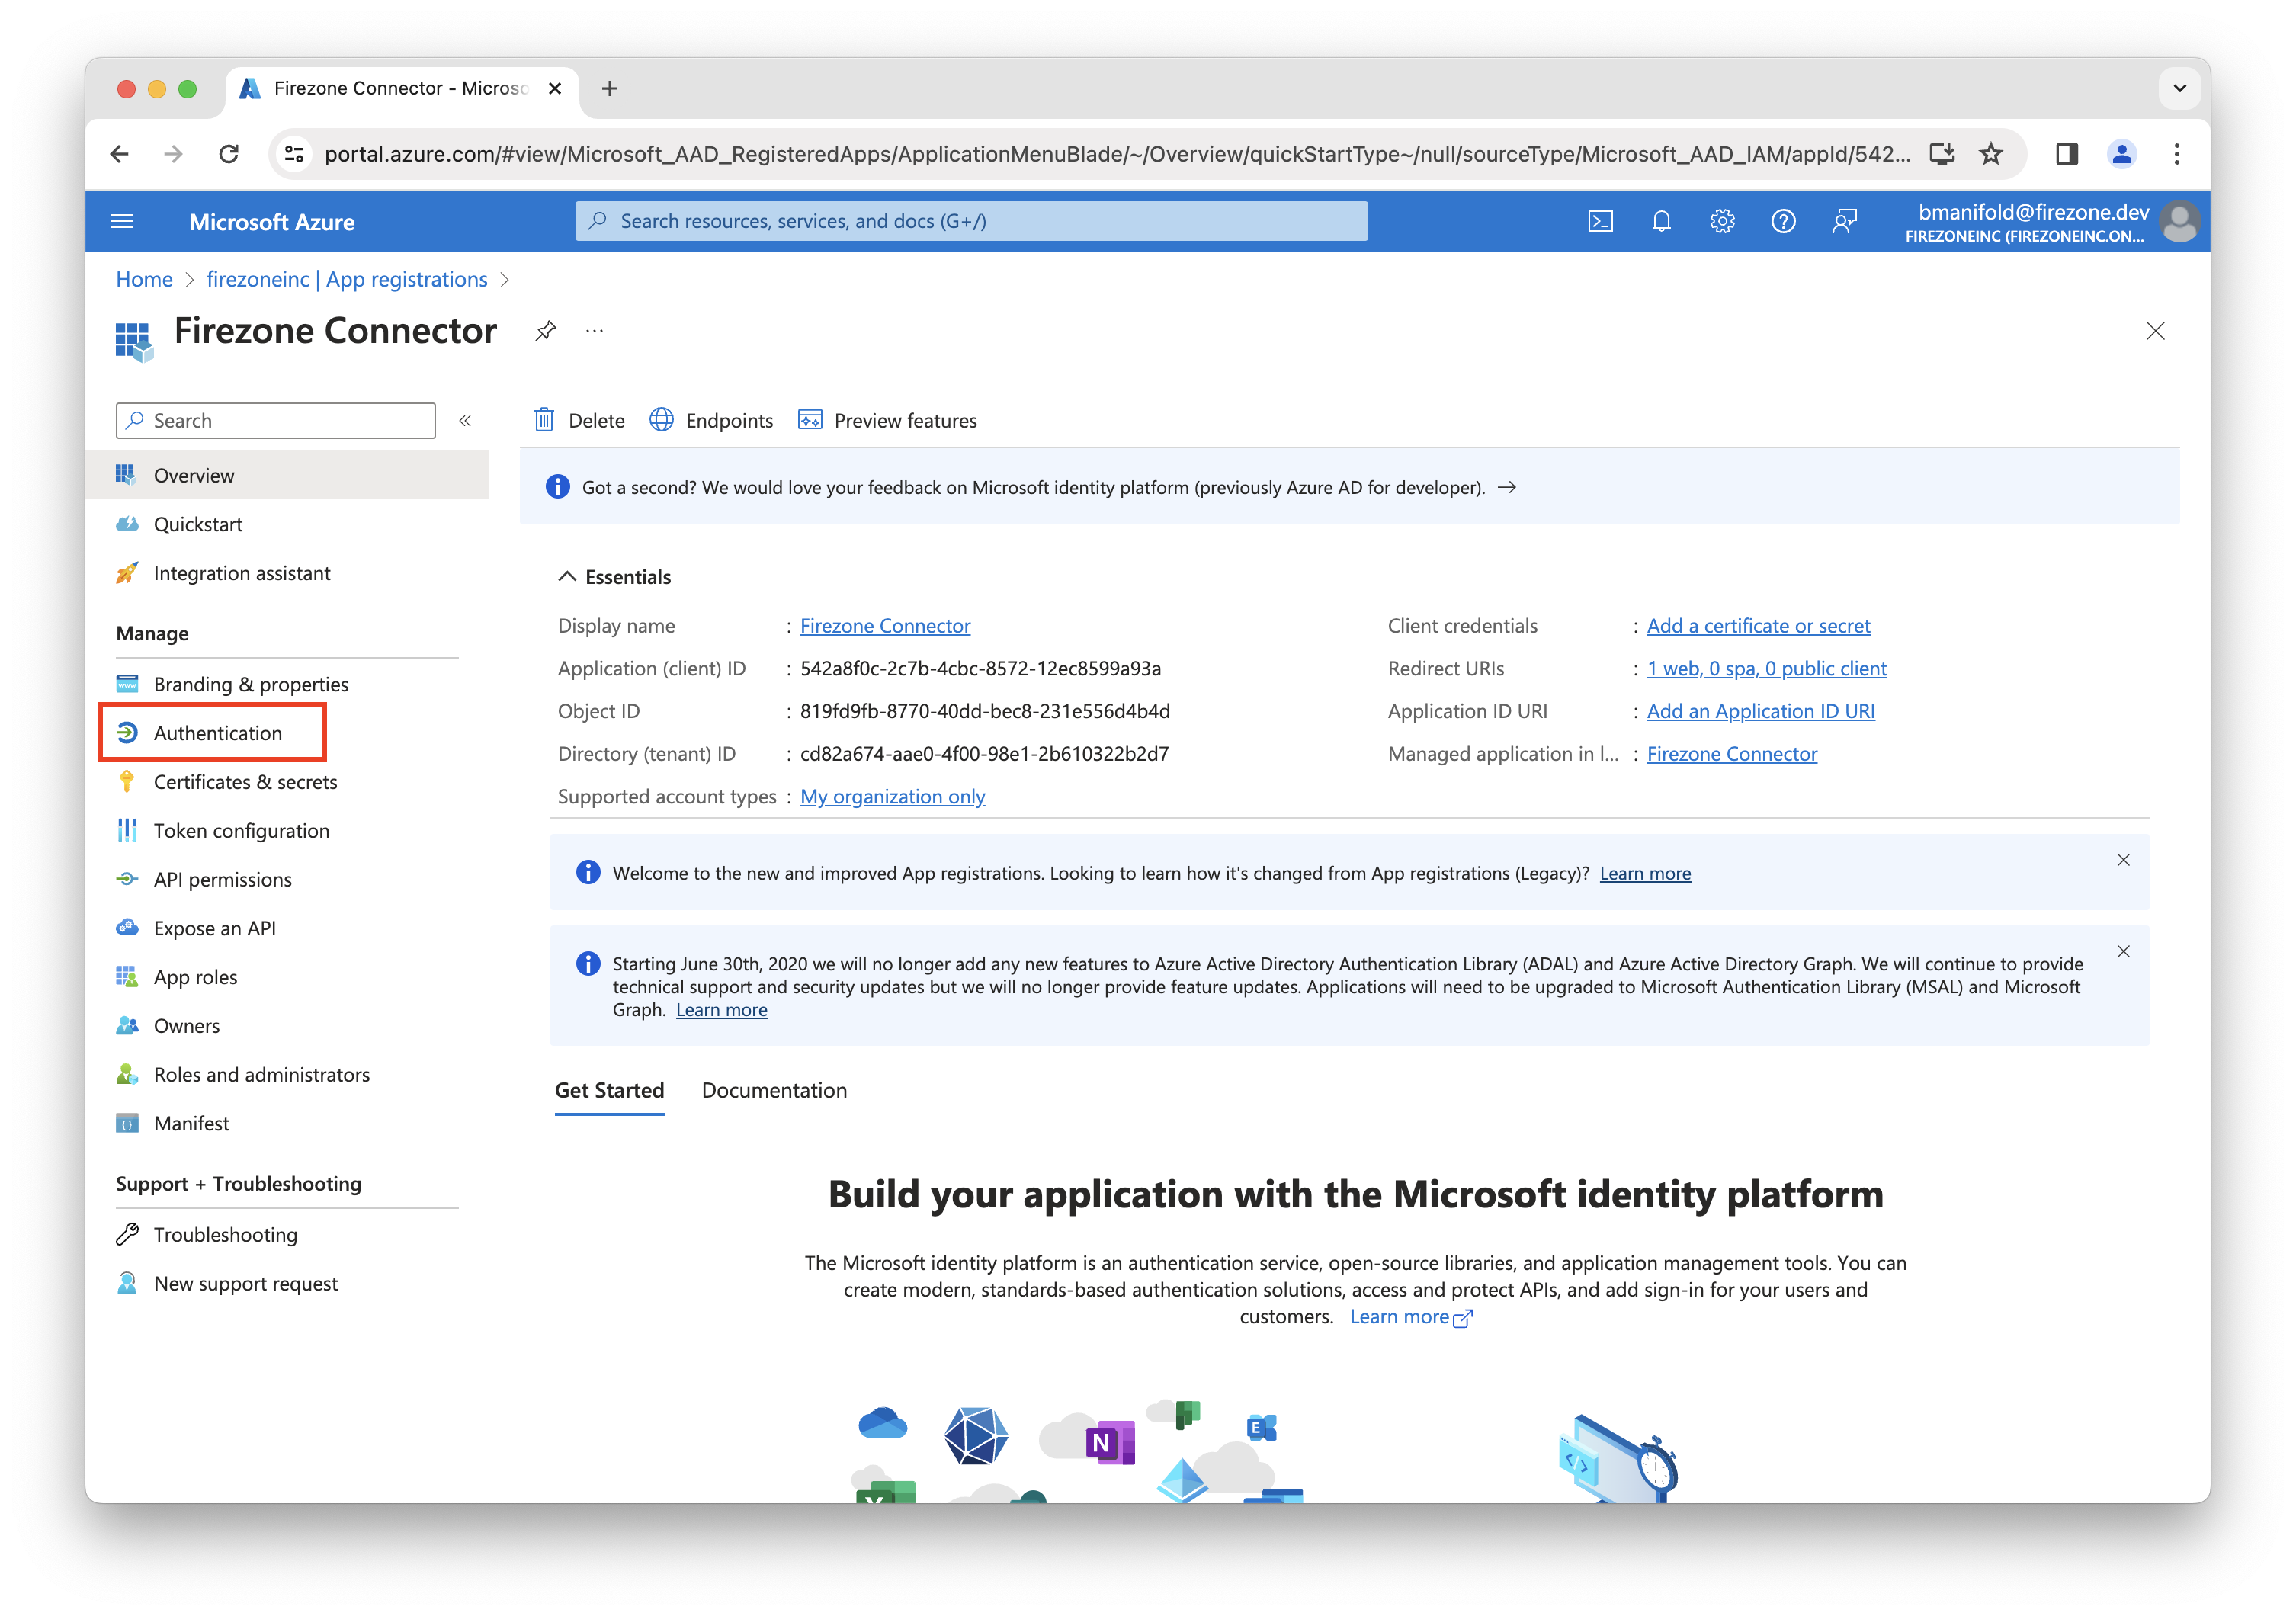 Firezone Connector - Microso
portal.azure.com/#view/Microsoft_AAD_RegisteredApps/ApplicationMenuBlade/~/Overview/quickStartType~/null/sourceType/Microsoft_AAD_IAM/appId/542...
Microsoft Azure
Search resources, services, and docs (G+/)
bmanifold@firezone.dev
FIREZONEINC (FIREZONEINC.ON...
Home > firezoneinc | App registrations >
Firezone Connector
...
Search
«
Overview
Quickstart
Integration assistant
Manage
Branding & properties
Authentication
Certificates & secrets
Token configuration
API permissions
Expose an API
App roles
Owners
Roles and administrators
Manifest
Support + Troubleshooting
Troubleshooting
New support request
Delete
Endpoints
Preview features
Got a second? We would love your feedback on Microsoft identity platform (previously Azure AD for developer). →
Essentials
Display name : Firezone Connector
Application (client) ID : 542a8f0c-2c7b-4cbc-8572-12ec8599a93a
Object ID : 819fd9fb-8770-40dd-bec8-231e556d4b4d
Directory (tenant) ID : cd82a674-aae0-4f00-98e1-2b610322b2d7
Supported account types : My organization only
Client credentials : Add a certificate or secret
Redirect URIs : 1 web, 0 spa, 0 public client
Application ID URI : Add an Application ID URI
Managed application in l... : Firezone Connector
Welcome to the new and improved App registrations. Looking to learn how it's changed from App registrations (Legacy)? Learn more
Starting June 30th, 2020 we will no longer add any new features to Azure Active Directory Authentication Library (ADAL) and Azure Active Directory Graph. We will continue to provide
technical support and security updates but we will no longer provide feature updates. Applications will need to be upgraded to Microsoft Authentication Library (MSAL) and Microsoft
Graph. Learn more
Get Started
Documentation
Build your application with the Microsoft identity platform
The Microsoft identity platform is an authentication service, open-source libraries, and application management tools. You can
create modern, standards-based authentication solutions, access and protect APIs, and add sign-in for your users and
customers. Learn more
N
E